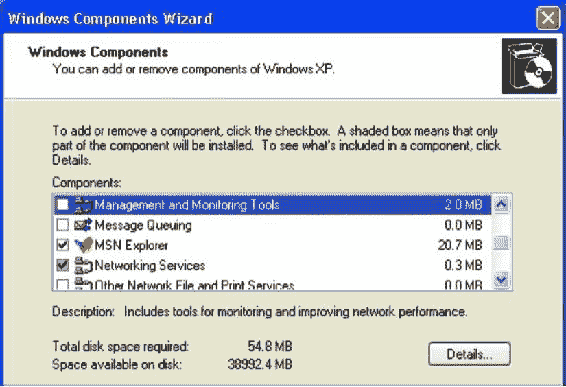 Windows Components Wizard
Windows Components
You can add or remove components of Windows XP.
To add or remove a component, click the checkbox. A shaded box means that only
part of the component will be installed. To see what's included in a component, click
Details.
Components:
Management and Monitoring Tools 2.0 MB
Message Queuing 0.0 MB
MSN Explorer 20.7 MB
Networking Services 0.3 MB
Other Network File and Print Services 0.0 MB
Description: Includes tools for monitoring and improving network performance.
Total disk space required: 54.8 MB
Space available on disk: 38992.4 MB
Details...